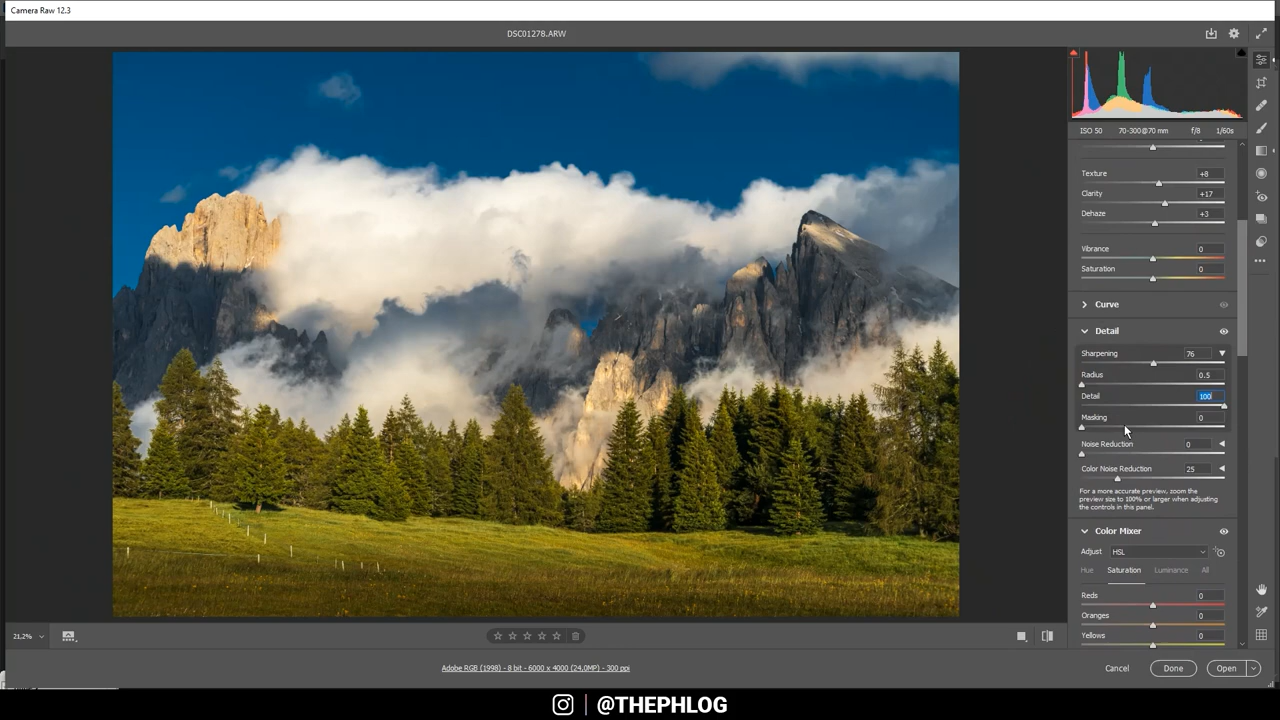 Camera Raw 12.3
DSC01278.ARW
ISO 50 70-300@70 mm f/8 1/60s
Texture +8
Clarity +17
Dehaze +3
Vibrance 0
Saturation 0
Curve
Detail
Sharpening 76
Radius 0.5
Detail 100
Masking 0
Noise Reduction 0
Color Noise Reduction 25
For a more accurate preview, zoom the
preview size to 100% or larger when adjusting
the controls in this panel.
Color Mixer
Adjust HSL
Hue Saturation Luminance All
Reds 0
Oranges 0
Yellows 0
21,2%
Adobe RGB (1998) - 8 bit - 6000 x 4000 (24.0MP) - 300 ppi
Cancel Done Open
@THEPHLOG